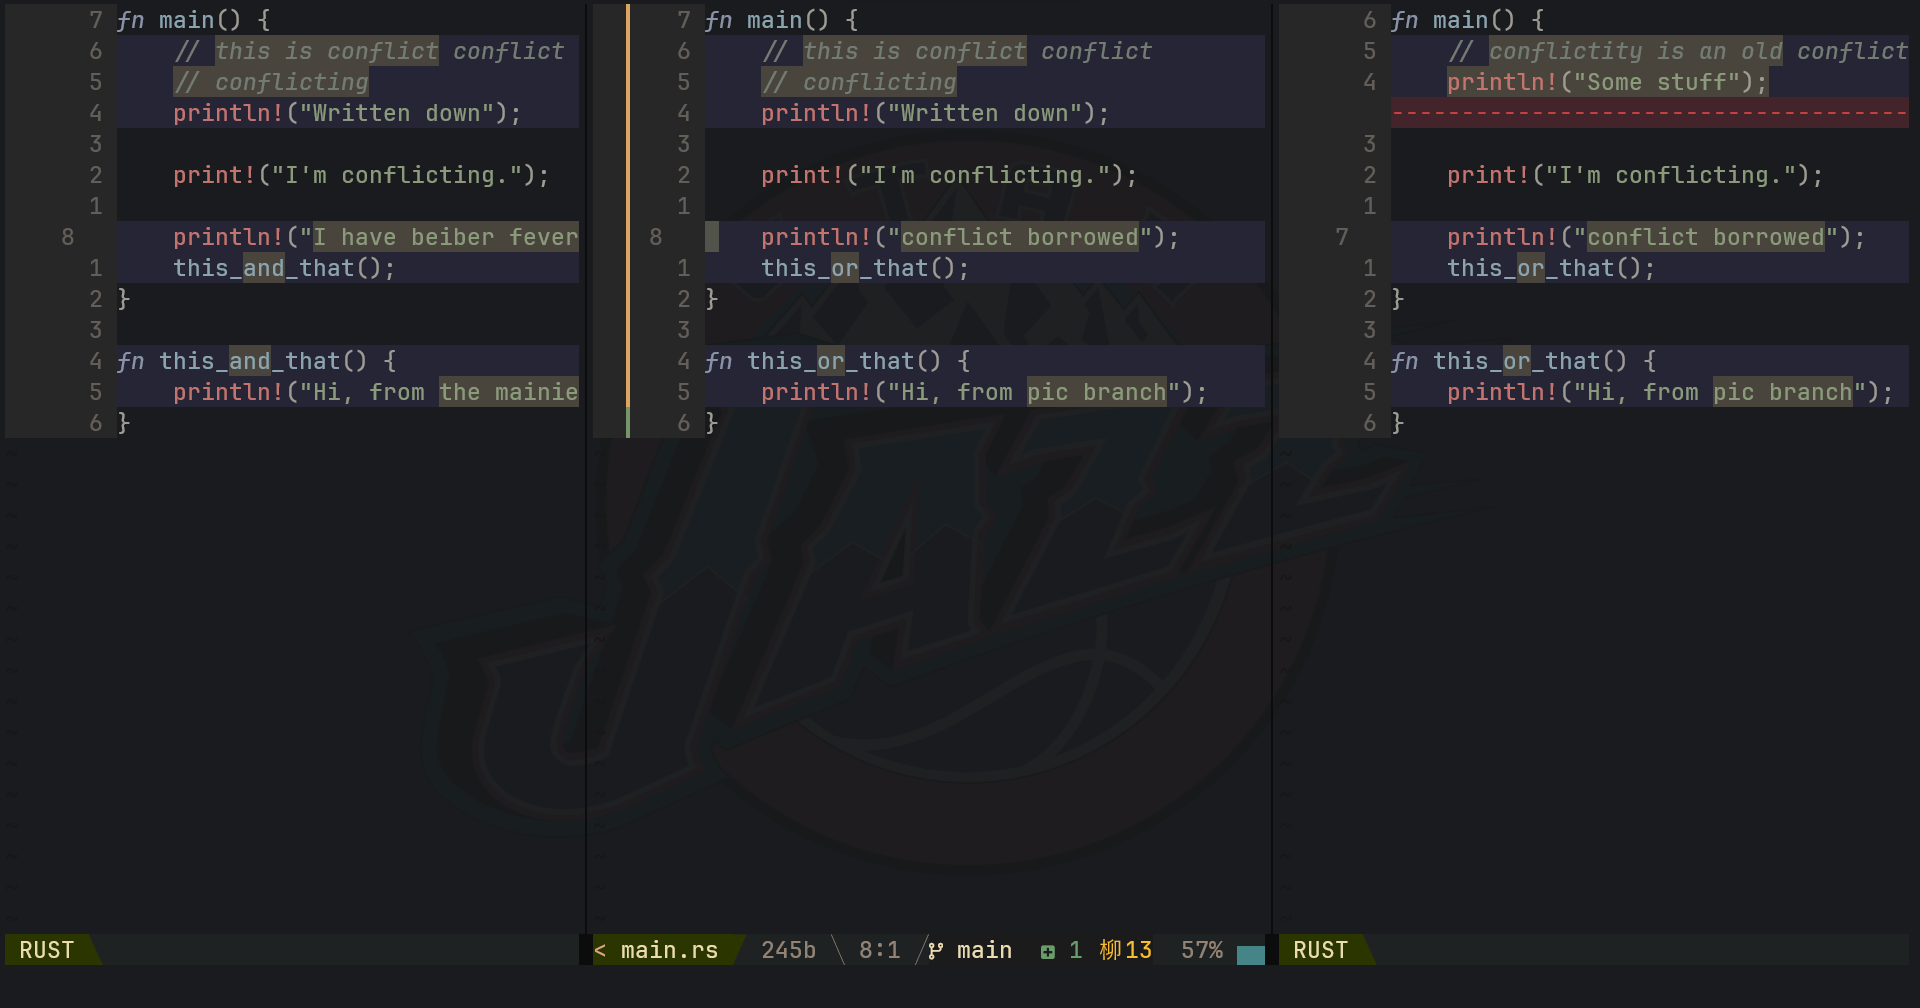 7 fn main() {
6     // this is conflict conflict
5     // conflicting
4     println!("Written down");
3
2     print!("I'm conflicting.");
1
8     println!("I have beiber fever
1     this_and_that();
2 }
3
4 fn this_and_that() {
5     println!("Hi, from the mainie
6 }
RUST
7 fn main() {
6     // this is conflict conflict
5     // conflicting
4     println!("Written down");
3
2     print!("I'm conflicting.");
1
8     println!("conflict borrowed");
1     this_or_that();
2 }
3
4 fn this_or_that() {
5     println!("Hi, from pic branch");
6 }
< main.rs 245b 8:1 main 1 柳13 57%
6 fn main() {
5     // conflictity is an old conflict
4     println!("Some stuff");
-------------------------------------
3
2     print!("I'm conflicting.");
1
7     println!("conflict borrowed");
1     this_or_that();
2 }
3
4 fn this_or_that() {
5     println!("Hi, from pic branch");
6 }
RUST
JAZZ